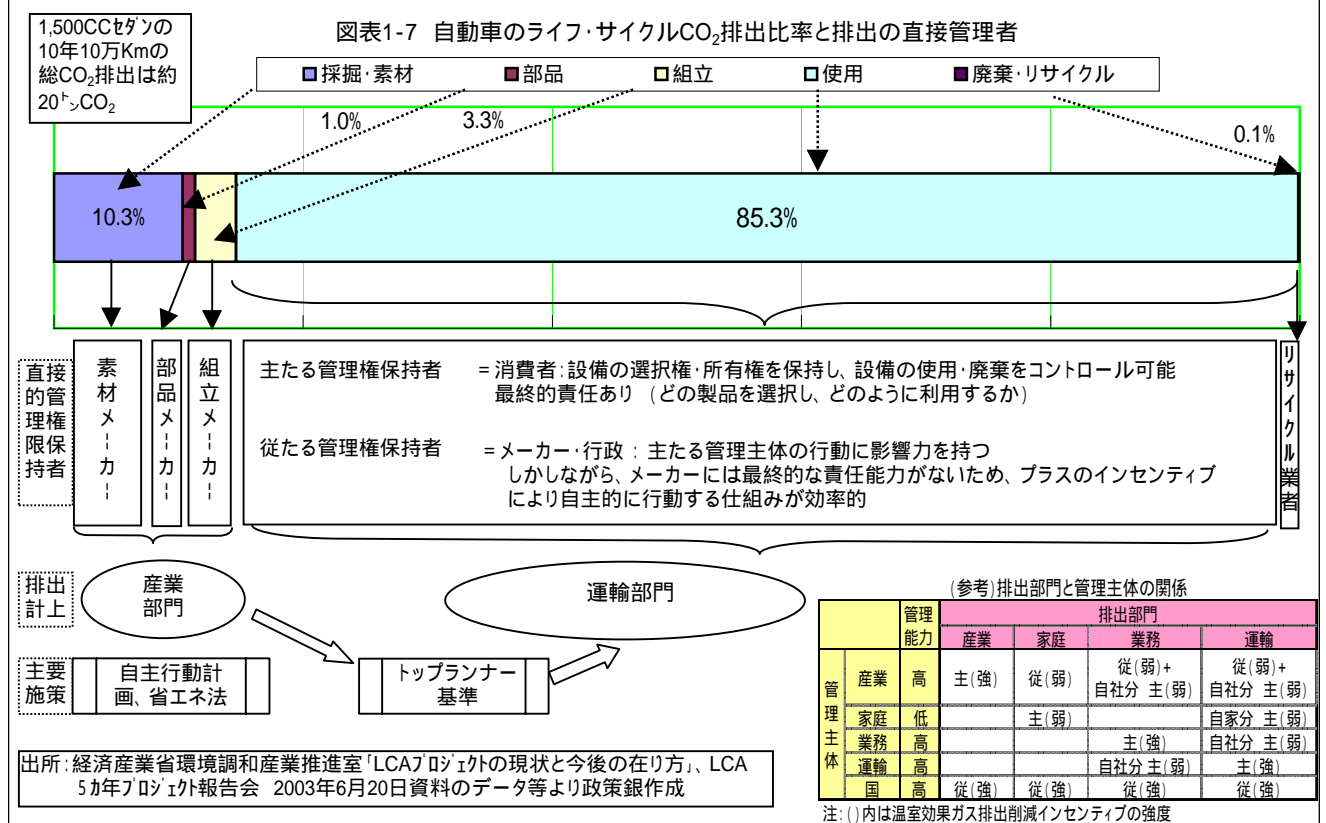 1,500CCｾﾀﾞﾝの
10年10万Kmの
総CO₂排出は約
20㌧CO₂
図表1-7 自動車のライフ･サイクルCO₂排出比率と排出の直接管理者
採掘･素材 部品 組立 使用 廃棄･リサイクル
1.0% 3.3% 0.1%
10.3% 85.3%
直接的管理権限保持者
素材メーカー
部品メーカー
組立メーカー
主たる管理権保持者 =消費者:設備の選択権･所有権を保持し、設備の使用･廃棄をコントロール可能
最終的責任あり (どの製品を選択し、どのように利用するか)
従たる管理権保持者 =メーカー･行政 : 主たる管理主体の行動に影響力を持つ
しかしながら、メーカーには最終的な責任能力がないため、プラスのインセンティブ
により自主的に行動する仕組みが効率的
リサイクル業者
排出
計上
産業
部門
運輸部門
主要
施策
自主行動計
画、省エネ法
トップランナー
基準
(参考)排出部門と管理主体の関係
管理
能力
排出部門
産業 家庭 業務 運輸
管理主体
産業 高 主(強) 従(弱) 従(弱)+
自社分 主(弱) 従(弱)+
自社分 主(弱)
家庭 低 主(弱) 自家分 主(弱)
業務 高 主(強) 自社分 主(弱)
運輸 高 自社分 主(弱) 主(強)
国 高 従(強) 従(強) 従(強) 従(強)
注:()内は温室効果ガス排出削減インセンティブの強度
出所:経済産業省環境調和産業推進室｢LCAﾌﾟﾛｼﾞｪｸﾄの現状と今後の在り方｣、LCA
5ヵ年ﾌﾟﾛｼﾞｪｸﾄ報告会 2003年6月20日資料のデータ等より政策銀作成